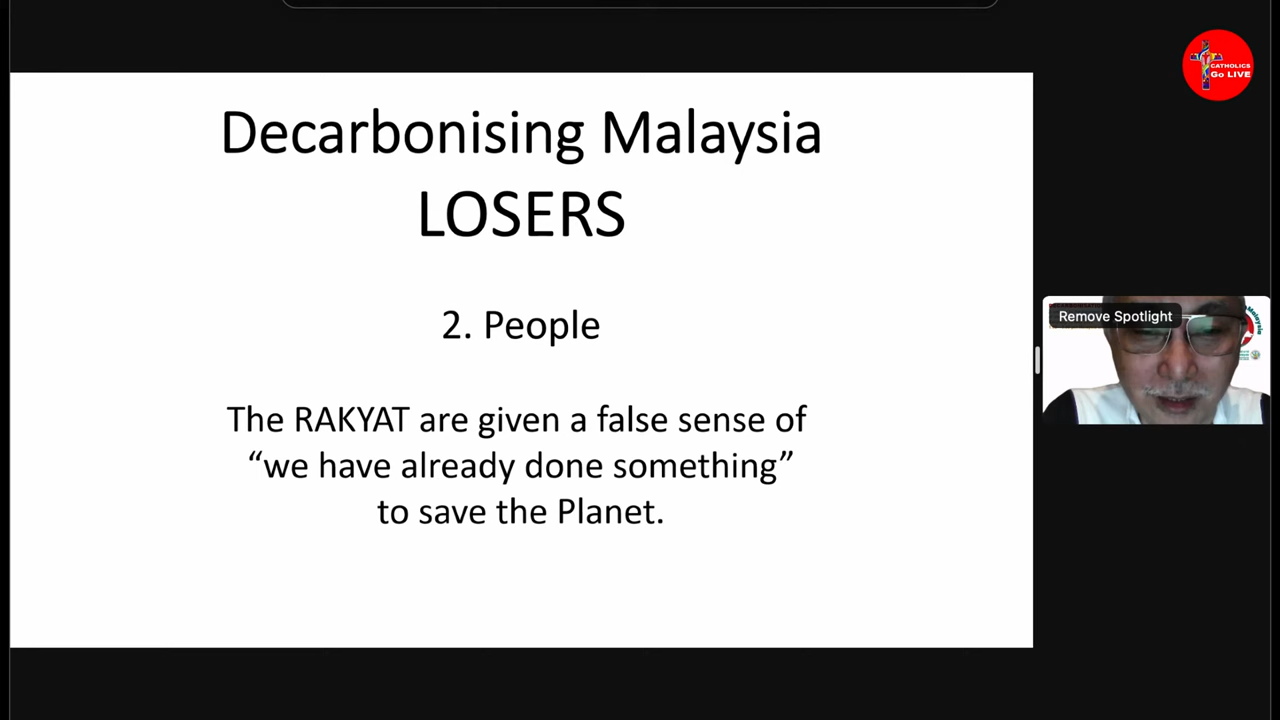 CATHOLICS
Go LIVE
Decarbonising Malaysia
LOSERS
2. People
The RAKYAT are given a false sense of
“we have already done something”
to save the Planet.
Remove Spotlight
Malaysia